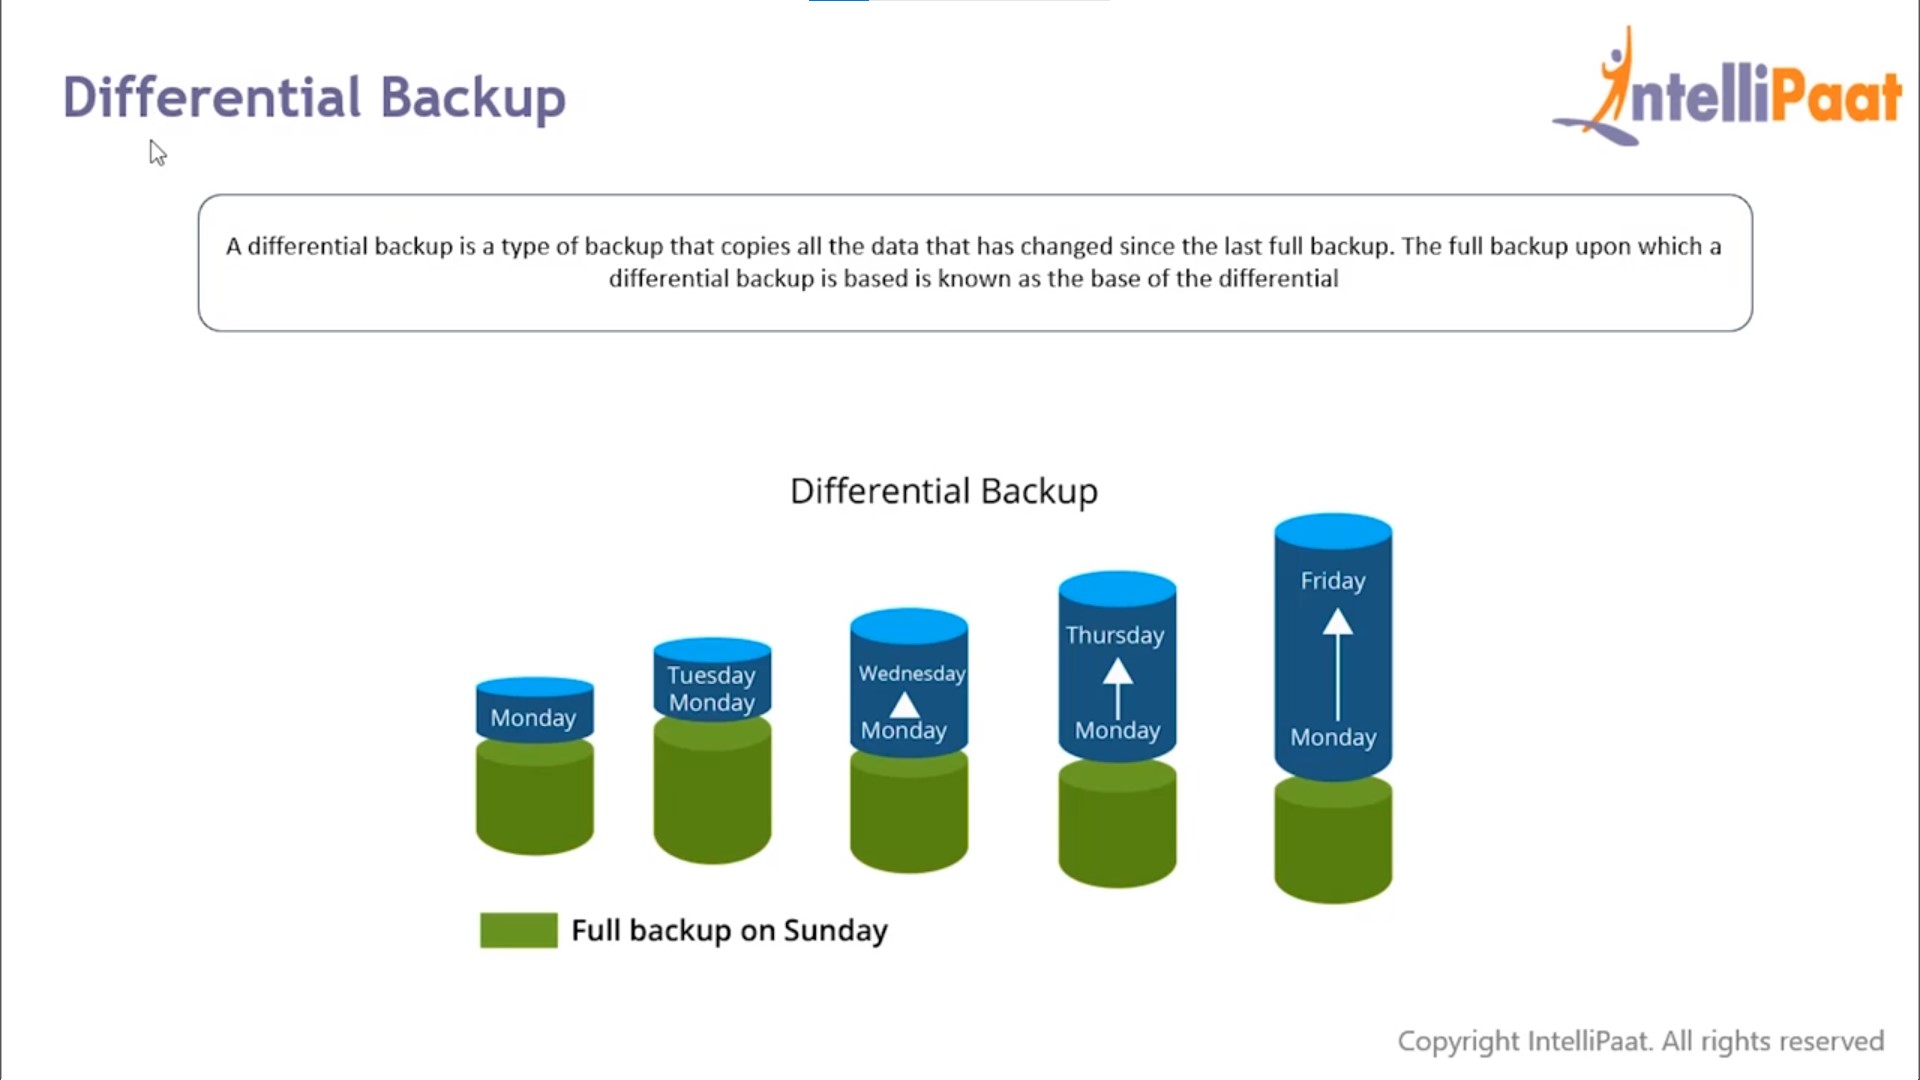 Differential Backup
IntelliPaat
A differential backup is a type of backup that copies all the data that has changed since the last full backup. The full backup upon which a
differential backup is based is known as the base of the differential
Differential Backup
Monday
Tuesday
Monday
Wednesday
Monday
Thursday
Monday
Friday
Monday
Full backup on Sunday
Copyright IntelliPaat. All rights reserved